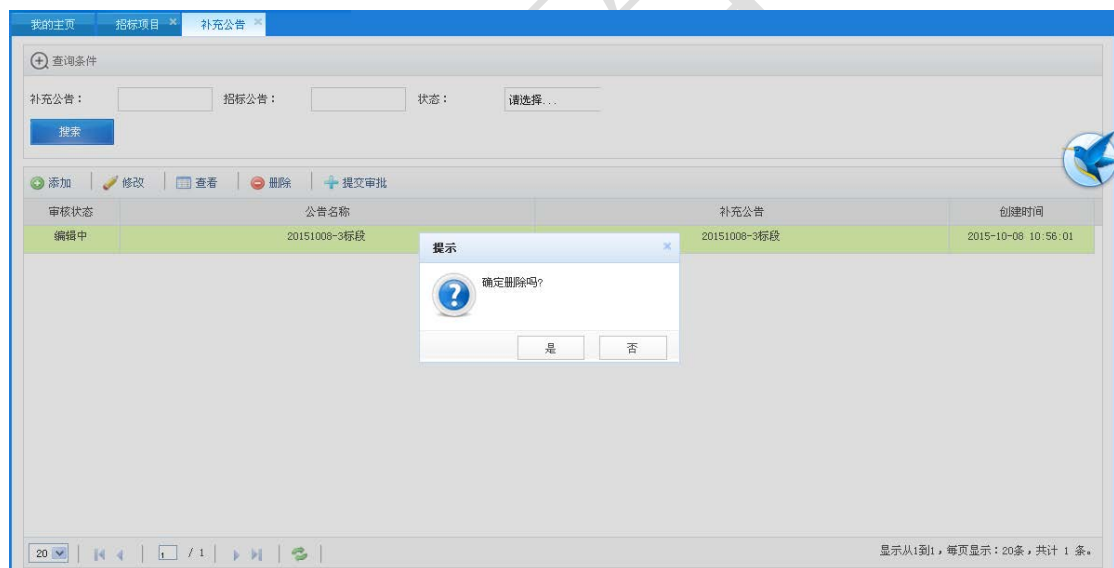 我的主页 招标项目 补充公告
查询条件
补充公告： 招标公告： 状态： 请选择...
搜索
添加 修改 查看 删除 提交审批
审核状态 公告名称 补充公告 创建时间
编辑中 20151008-3标段 20151008-3标段 2015-10-08 10:56:01
提示
确定删除吗?
是 否
20 1 / 1 显示从1到1，每页显示：20条，共计 1 条。